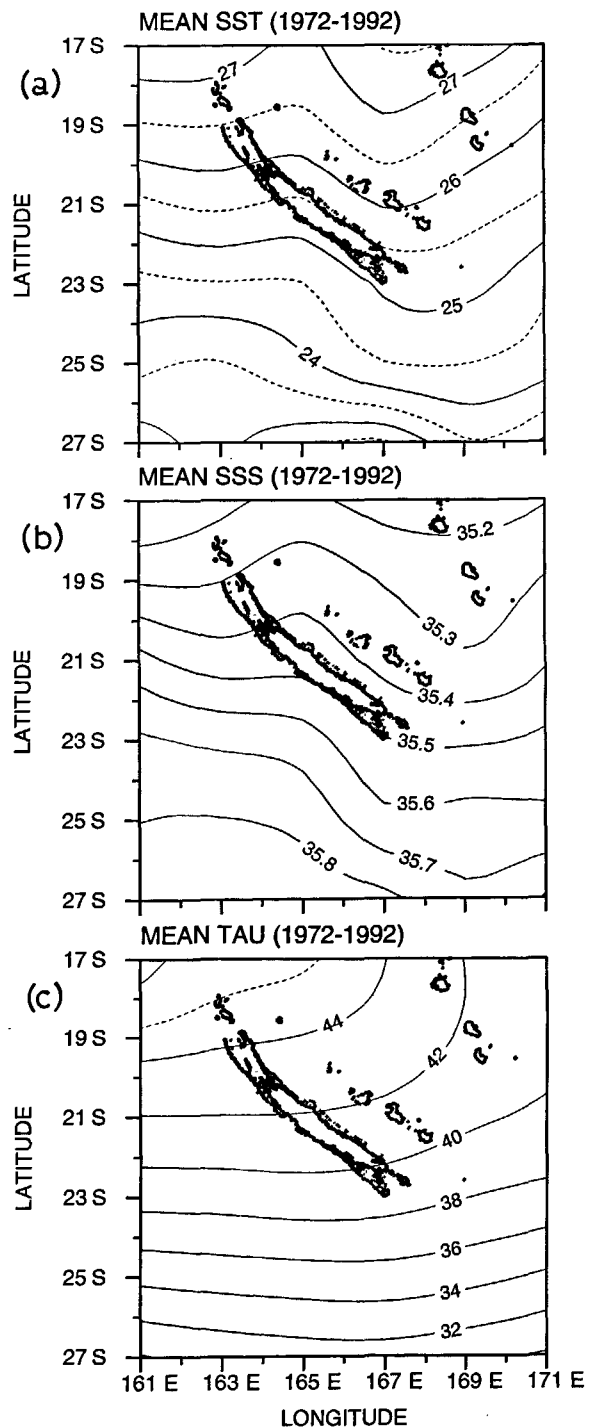 MEAN SST (1972-1992)
(a)
17 S
19 S
21 S
23 S
25 S
27 S
LATITUDE
27
27
26
25
24
MEAN SSS (1972-1992)
(b)
17 S
19 S
21 S
23 S
25 S
27 S
LATITUDE
35.2
35.3
35.4
35.5
35.6
35.7
35.8
MEAN TAU (1972-1992)
(c)
17 S
19 S
21 S
23 S
25 S
27 S
LATITUDE
44
42
40
38
36
34
32
161 E 163 E 165 E 167 E 169 E 171 E
LONGITUDE